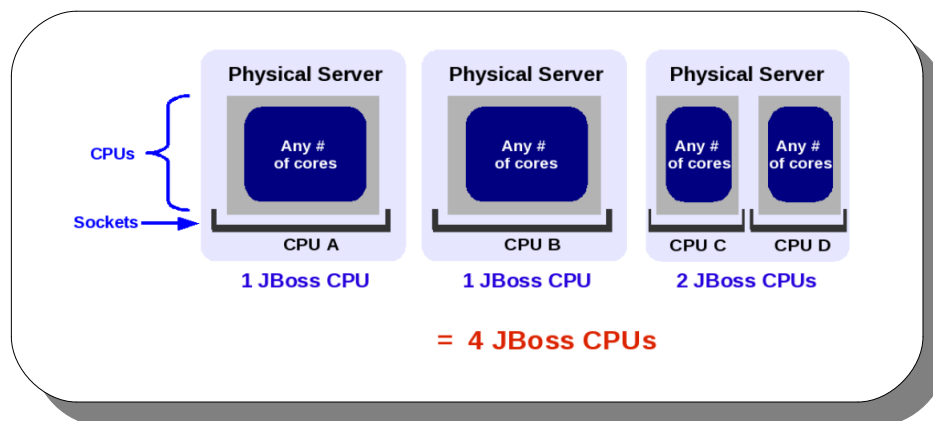 Physical Server
Physical Server
Physical Server
CPUs
Any #
of cores
Any #
of cores
Any #
of cores
Any #
of cores
Sockets
CPU A
CPU B
CPU C
CPU D
1 JBoss CPU
1 JBoss CPU
2 JBoss CPUs
= 4 JBoss CPUs